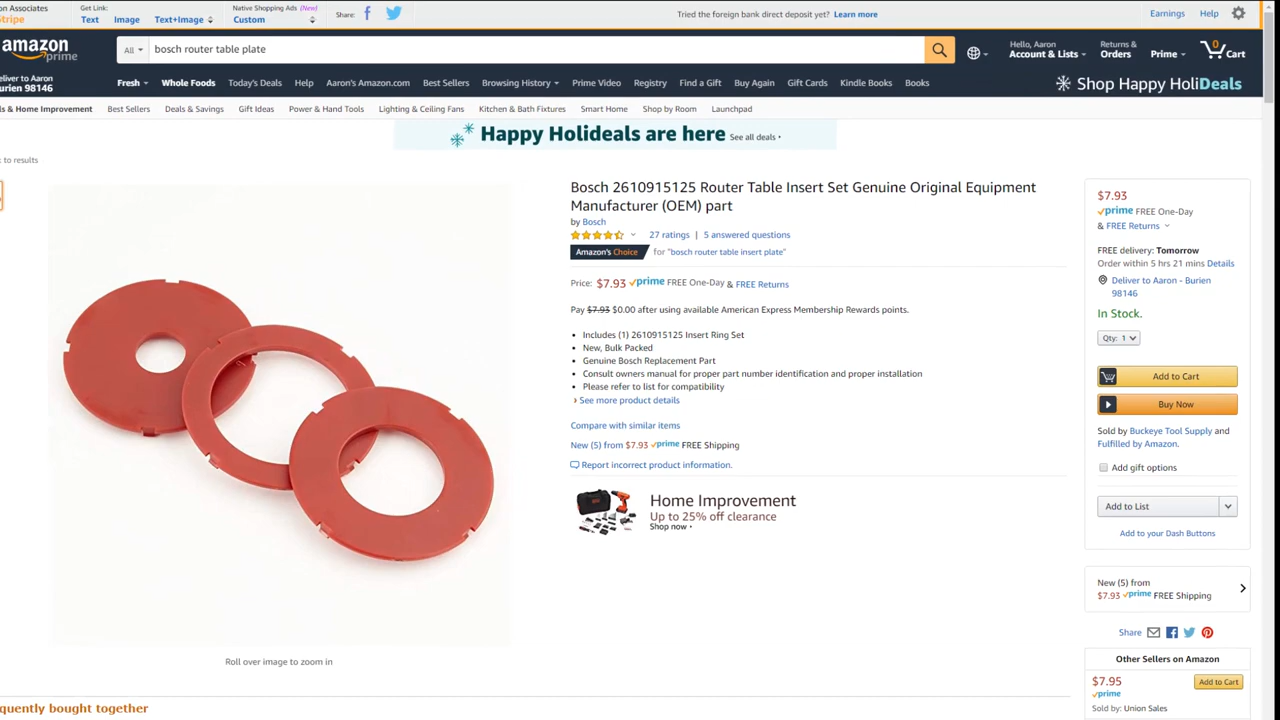 on Associates
Stripe
Get Link:
Text Image Text+Image
Native Shopping Ads (New)
Custom
Share:
Tried the foreign bank direct deposit yet? Learn more
Earnings Help
amazon
prime
All
bosch router table plate
Hello, Aaron
Account & Lists
Returns &
Orders
Prime
0
Cart
Deliver to Aaron
Burien 98146
Fresh Whole Foods Today's Deals Help Aaron's Amazon.com Best Sellers Browsing History Prime Video Registry Find a Gift Buy Again Gift Cards Kindle Books Books
Shop Happy HoliDeals
ls & Home Improvement Best Sellers Deals & Savings Gift Ideas Power & Hand Tools Lighting & Ceiling Fans Kitchen & Bath Fixtures Smart Home Shop by Room Launchpad
Happy Holideals are here See all deals
to results
Bosch 2610915125 Router Table Insert Set Genuine Original Equipment
Manufacturer (OEM) part
by Bosch
27 ratings | 5 answered questions
Amazon's Choice for "bosch router table insert plate"
Price: $7.93 prime FREE One-Day & FREE Returns
Pay $7.93 $0.00 after using available American Express Membership Rewards points.
• Includes (1) 2610915125 Insert Ring Set
• New, Bulk Packed
• Genuine Bosch Replacement Part
• Consult owners manual for proper part number identification and proper installation
• Please refer to list for compatibility
› See more product details
Compare with similar items
New (5) from $7.93 prime FREE Shipping
Report incorrect product information.
Home Improvement
Up to 25% off clearance
Shop now
Roll over image to zoom in
quently bought together
$7.93
prime FREE One-Day
& FREE Returns
FREE delivery: Tomorrow
Order within 5 hrs 21 mins Details
Deliver to Aaron - Burien
98146
In Stock.
Qty: 1
Add to Cart
Buy Now
Sold by Buckeye Tool Supply and
Fulfilled by Amazon.
Add gift options
Add to List
Add to your Dash Buttons
New (5) from
$7.93 prime FREE Shipping
Share
Other Sellers on Amazon
$7.95
Add to Cart
prime
Sold by: Union Sales